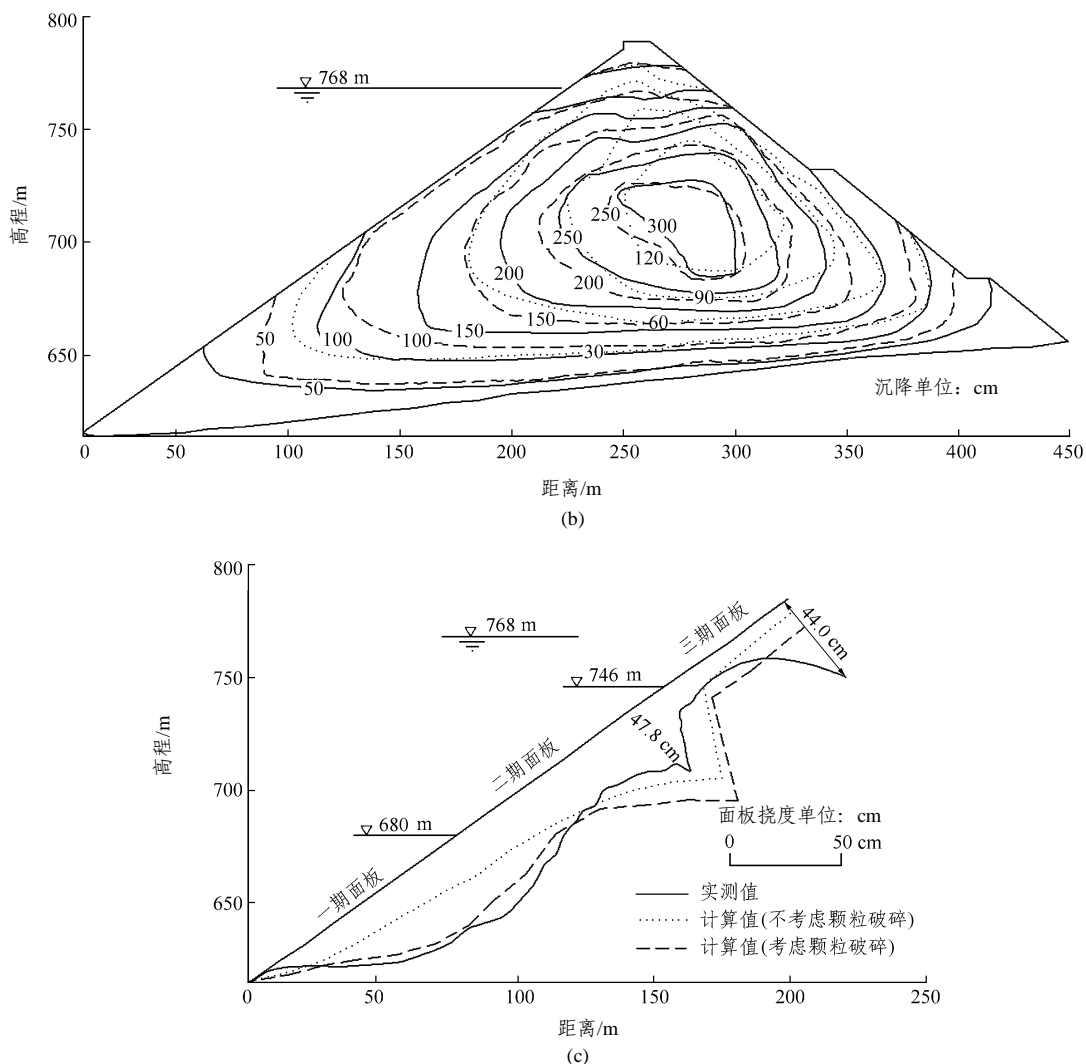 800
768 m
750
高程/m
700
250
300
250
120
200
200
90
150
150
60
100
100
50
30
650
50
沉降单位：cm
0
50
100
150
200
250
300
350
400
450
距离/m
(b)
800
三期面板
44.0 cm
768 m
750
746 m
47.8 cm
高程/m
二期面板
700
面板挠度单位：cm
0
50 cm
680 m
一期面板
实测值
650
计算值(不考虑颗粒破碎)
计算值(考虑颗粒破碎)
0
50
100
150
200
250
距离/m
(c)